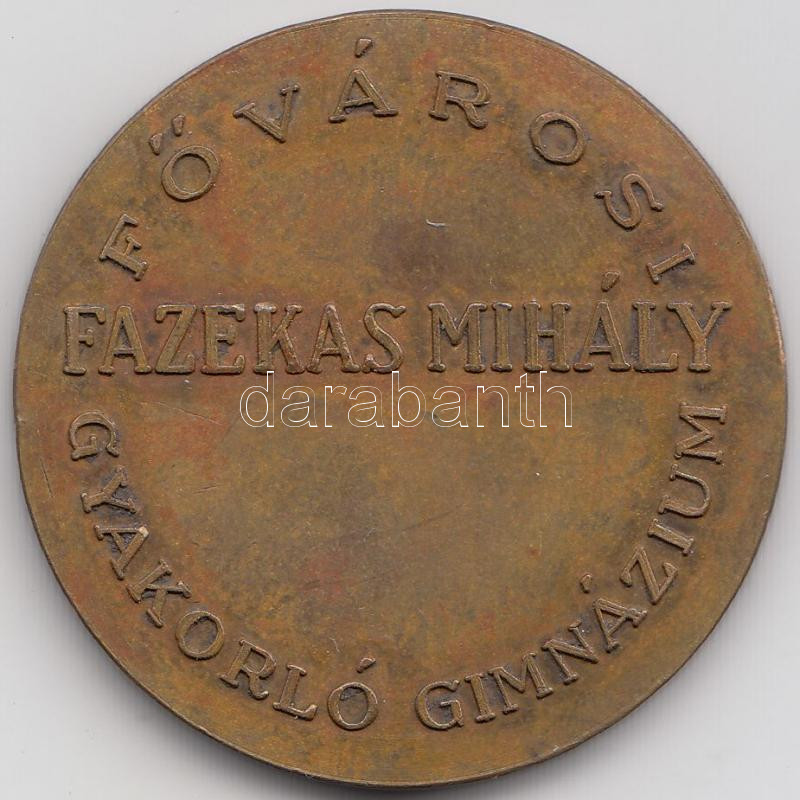 FŐVÁROSI
FAZEKAS MIHÁLY
darabanth
GYAKORLÓ GIMNÁZIUM